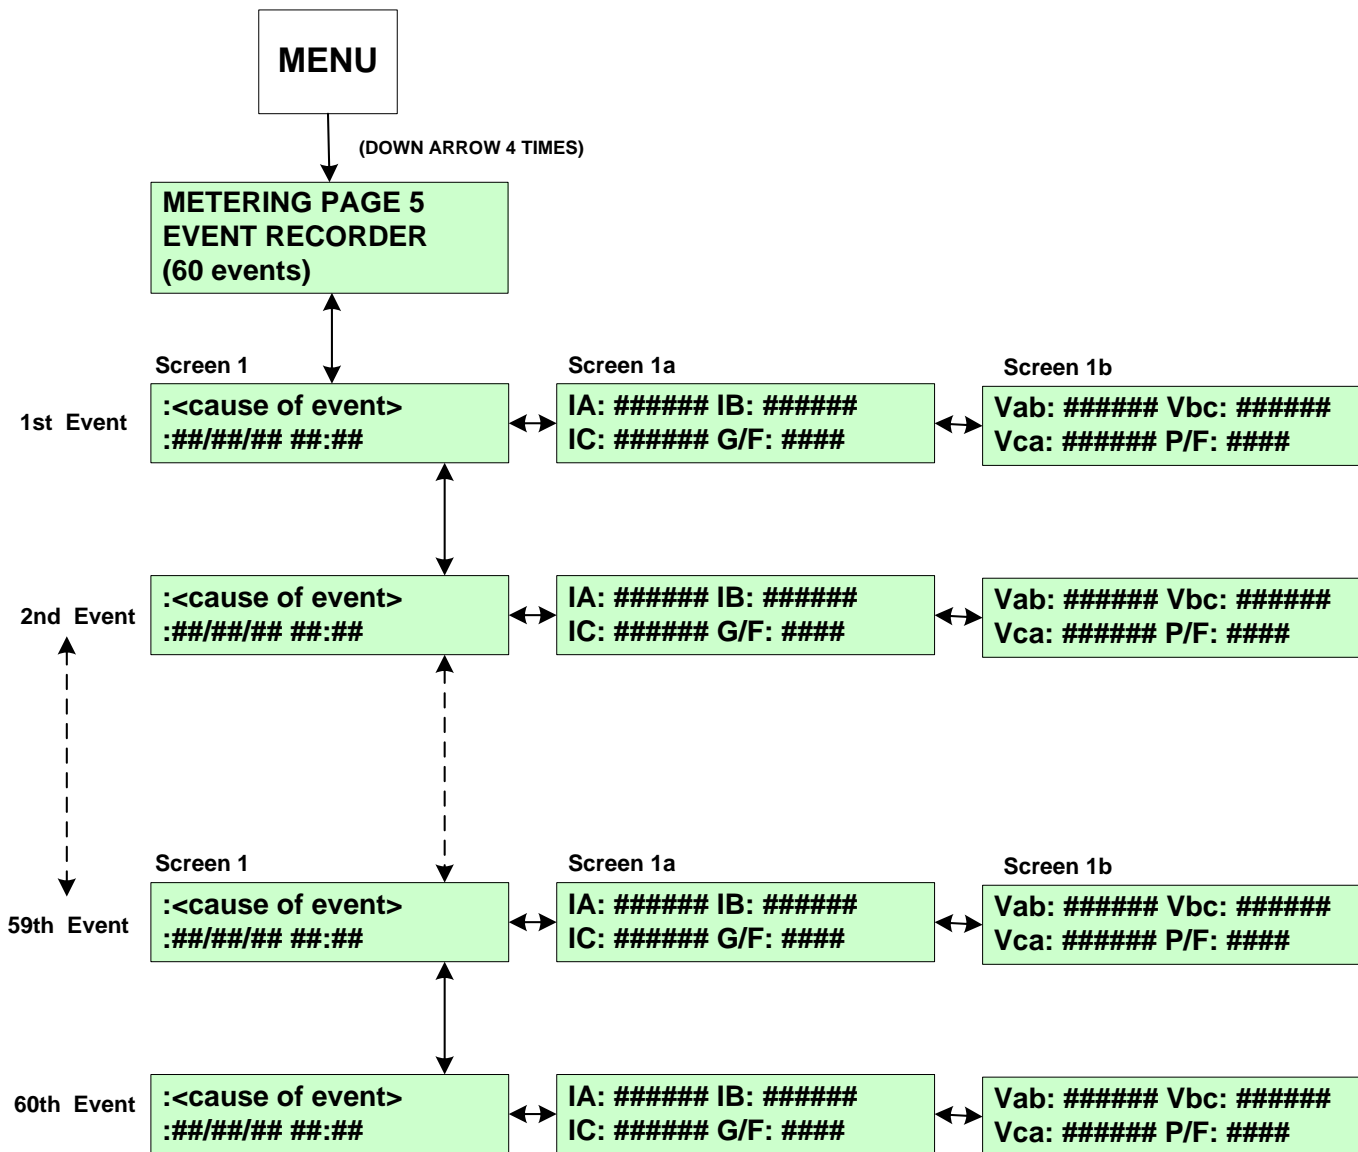 MENU
(DOWN ARROW 4 TIMES)
METERING PAGE 5
EVENT RECORDER
(60 events)
Screen 1
Screen 1a
Screen 1b
1st Event
:<cause of event>
:##/##/## ##:##
IA: ###### IB: ######
IC: ###### G/F: ####
Vab: ###### Vbc: ######
Vca: ###### P/F: ####
2nd Event
:<cause of event>
:##/##/## ##:##
IA: ###### IB: ######
IC: ###### G/F: ####
Vab: ###### Vbc: ######
Vca: ###### P/F: ####
Screen 1
Screen 1a
Screen 1b
59th Event
:<cause of event>
:##/##/## ##:##
IA: ###### IB: ######
IC: ###### G/F: ####
Vab: ###### Vbc: ######
Vca: ###### P/F: ####
60th Event
:<cause of event>
:##/##/## ##:##
IA: ###### IB: ######
IC: ###### G/F: ####
Vab: ###### Vbc: ######
Vca: ###### P/F: ####